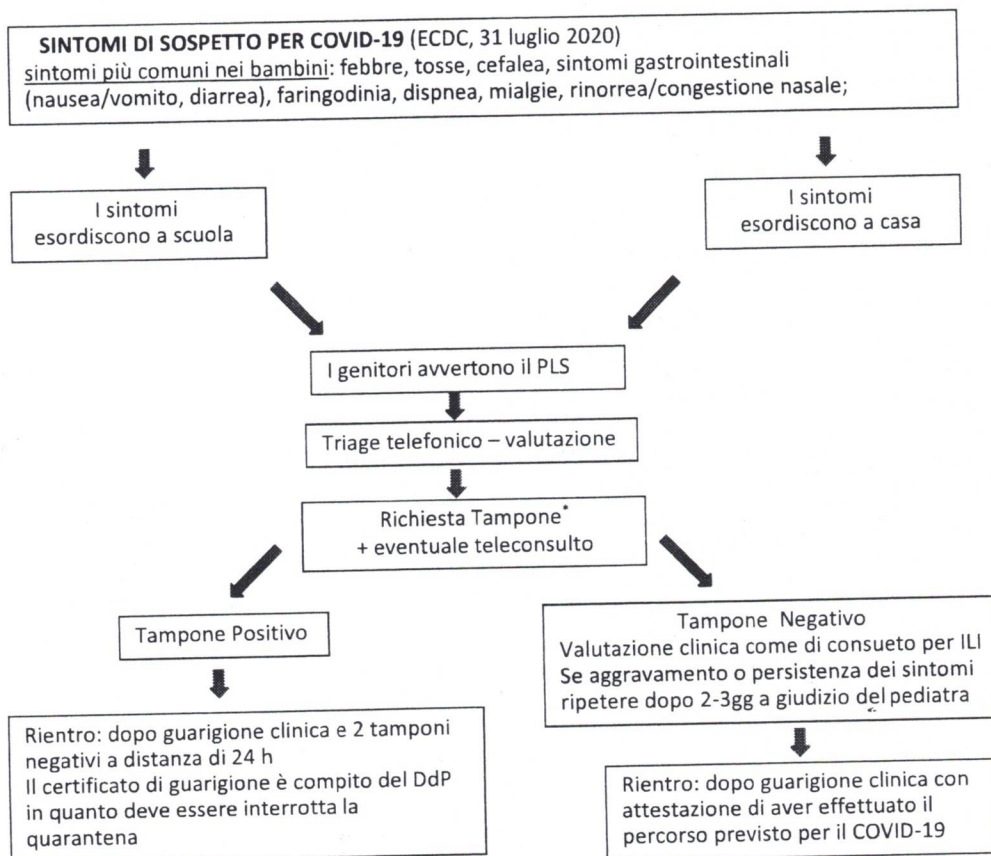 SINTOMI DI SOSPETTO PER COVID-19 (ECDC, 31 luglio 2020)
sintomi più comuni nei bambini: febbre, tosse, cefalea, sintomi gastrointestinali
(nausea/vomito, diarrea), faringodinia, dispnea, mialgie, rinorrea/congestione nasale;
I sintomi
esordiscono a scuola
I sintomi
esordiscono a casa
I genitori avvertono il PLS
Triage telefonico – valutazione
Richiesta Tampone*
+ eventuale teleconsulto
Tampone Positivo
Tampone Negativo
Valutazione clinica come di consueto per ILI
Se aggravamento o persistenza dei sintomi
ripetere dopo 2-3gg a giudizio del pediatra
Rientro: dopo guarigione clinica e 2 tamponi
negativi a distanza di 24 h
Il certificato di guarigione è compito del DdP
in quanto deve essere interrotta la
quarantena
Rientro: dopo guarigione clinica con
attestazione di aver effettuato il
percorso previsto per il COVID-19